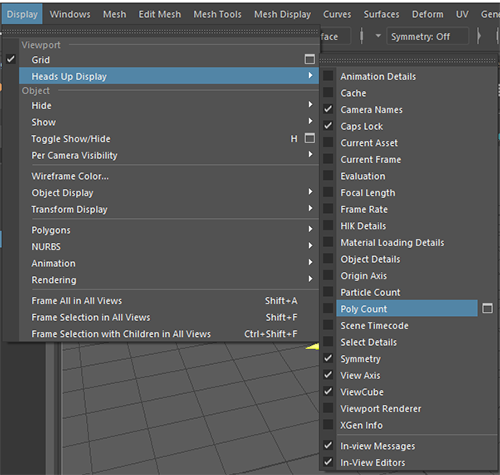 Display Windows Mesh Edit Mesh Mesh Tools Mesh Display Curves Surfaces Deform UV Gen
face Symmetry: Off
Viewport
Grid
Heads Up Display
Object
Hide
Show
Toggle Show/Hide H
Per Camera Visibility
Wireframe Color...
Object Display
Transform Display
Polygons
NURBS
Animation
Rendering
Frame All in All Views Shift+A
Frame Selection in All Views Shift+F
Frame Selection with Children in All Views Ctrl+Shift+F
Animation Details
Cache
Camera Names
Caps Lock
Current Asset
Current Frame
Evaluation
Focal Length
Frame Rate
HIK Details
Material Loading Details
Object Details
Origin Axis
Particle Count
Poly Count
Scene Timecode
Select Details
Symmetry
View Axis
ViewCube
Viewport Renderer
XGen Info
In-view Messages
In-View Editors